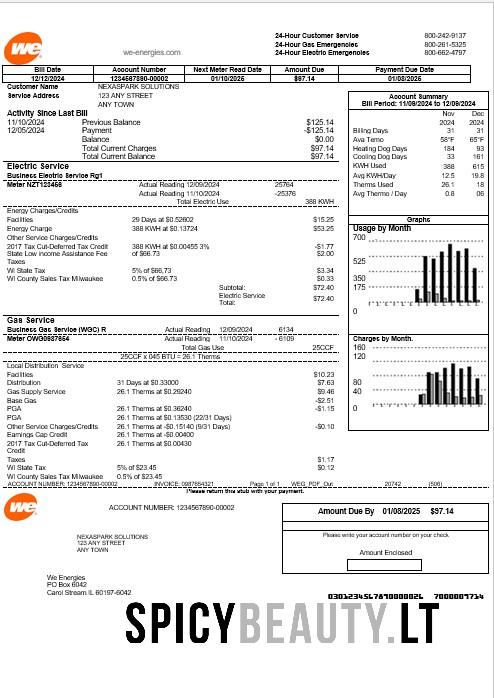 we
we-energies.com
24-Hour Customer Service 800-242-9137
24-Hour Gas Emergencies 800-261-5325
24-Hour Electric Emergencies 800-662-4797
Bill Date Account Number Next Meter Read Date Amount Due Payment Due Date
12/12/2024 1234567890-00002 01/10/2025 $97.14 01/08/2025
Customer Name NEXASPARK SOLUTIONS
Service Address 123 ANY STREET
ANY TOWN
Activity Since Last Bill
11/10/2024 Previous Balance $125.14
12/05/2024 Payment -$125.14
Balance $0.00
Total Current Charges $97.14
Total Current Balance $97.14
Account Summary
Bill Period: 11/09/2024 to 12/09/2024
Nov Dec
2024 2024
Billing Days 31 31
Ava Temo 58°F 65°F
Heating Dog Days 184 93
Cooling Dog Days 33 161
KWH Used 388 615
Avg KWH/Day 12.5 19.8
Therms Used 26.1 18
Avg Thermo / Day 0.8 06
Electric Service
Business Electric Service Rg1
Meter NZT123468 Actual Reading 12/09/2024 25764
Actual Reading 11/10/2024 -25376
Total Electric Use 388 KWH
Energy Charges/Credits
Facilities 29 Days at $0.52602 $15.25
Energy Charge 388 KWH at $0.13724 $53.25
Other Service Charges/Credits
2017 Tax Cut-Deferred Tax Credit 388 KWH at $0.00455 3% -$1.77
State Low income Assistance Fee of $66.73 $2.00
Taxes
WI State Tax 5% of $66.73 $3.34
WI County Sales Tax Milwaukee 0.5% of $66.73 $0.33
Subtotal: $72.40
Electric Service Total: $72.40
Graphs
Usage by Month
700
525
350
175
0
Gas Service
Business Gas Service (WGC) R Actual Reading 12/09/2024 6134
Meter OWG0987654 Actual Reading 11/10/2024 - 6109
Total Gas Use 25CCF
25CCF x 045 BTU = 26.1 Therms
Local Distribution Service
Facilities $10.23
Distribution 31 Days at $0.33000 $7.63
Gas Supply Service 26.1 Therms at $0.29240 $9.46
Base Gas -$2.51
PGA 26.1 Therms at $0.36240 -$1.15
PGA 26.1 Therms at $0.13530 (22/31 Days)
Other Service Charges/Credits 26.1 Therms at -$0.15140 (9/31 Days) -$0.10
Earnings Cap Credit 26.1 Therms at -$0.00400
2017 Tax Cut-Deferred Tax Credit 26.1 Therms at $0.00430
Taxes $1.17
WI State Tax 5% of $23.45 $0.12
WI County Sales Tax Milwaukee 0.5% of $23.45
Charges by Month.
160
120
80
40
0
ACCOUNT NUMBER: 1234567890-00002 INVOICE: 0987654321 Page 1 of 1 WEG_PDF_Out 20742 (506)
Please return this stub with your payment.
we
ACCOUNT NUMBER: 1234567890-00002
Amount Due By 01/08/2025 $97.14
Please write your account number on your check
Amount Enclosed
NEXASPARK SOLUTIONS
123 ANY STREET
ANY TOWN
We Energies
PO Box 6042
Carol Stream IL 60197-6042
SPICYBEAUTY.LT